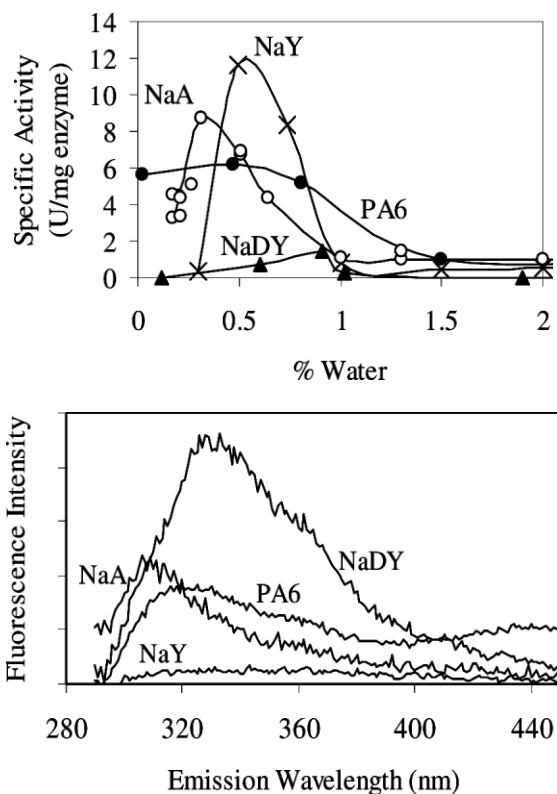 Specific Activity
(U/mg enzyme)
14
12
10
8
6
4
2
0
NaY
NaA
PA6
NaDY
0
0.5
1
1.5
2
% Water
Fluorescence Intensity
NaA
PA6
NaDY
NaY
280
320
360
400
440
Emission Wavelength (nm)